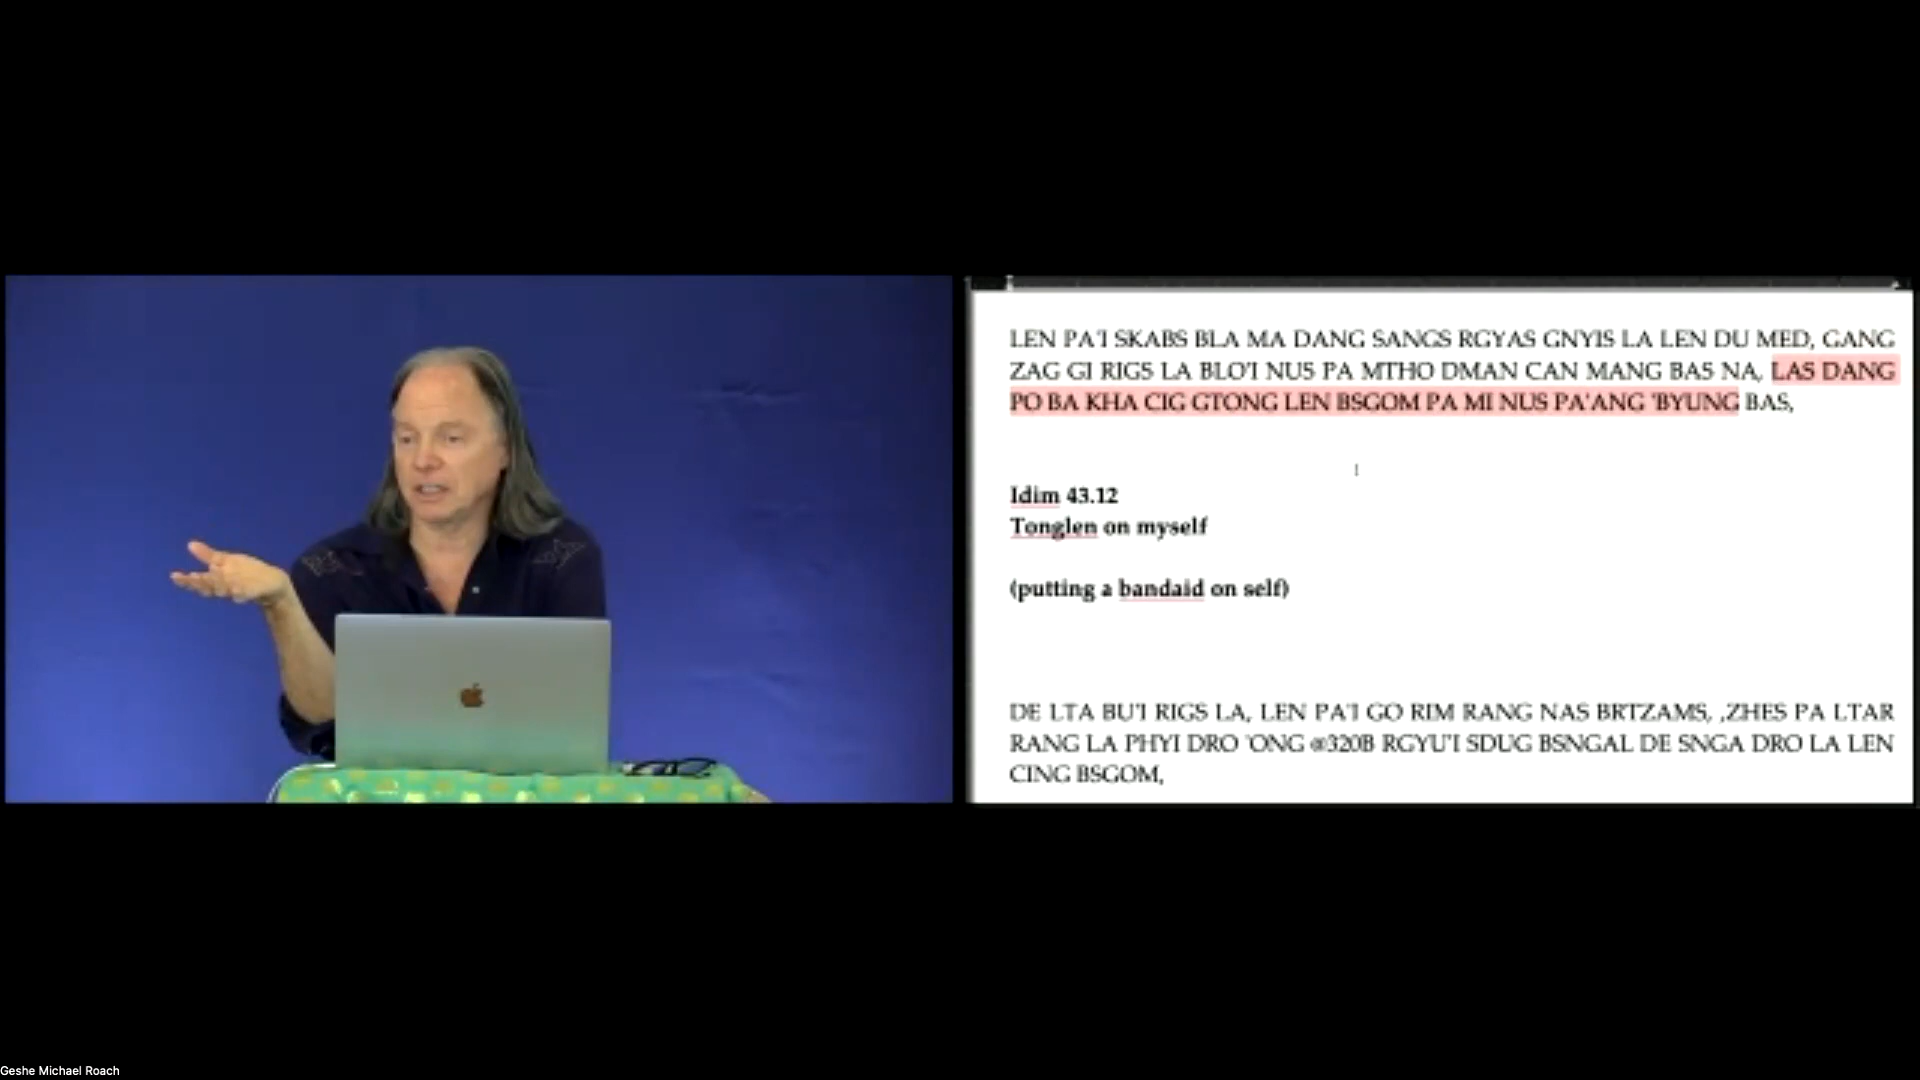 LEN PA'I SKABS BLA MA DANG SANGS RGYAS GNYIS LA LEN DU MED, GANG
ZAG GI RIGS LA BLO'I NUS PA MTHO DMAN CAN MANG BAS NA, LAS DANG
PO BA KHA CIG GTONG LEN BSGOM PA MI NUS PA'ANG 'BYUNG BAS,
Idim 43.12
Tonglen on myself
(putting a bandaid on self)
DE LTA BU'I RIGS LA, LEN PA'I GO RIM RANG NAS BRTZAMS, ,ZHES PA LTAR
RANG LA PHYI DRO 'ONG @320B RGYU'I SDUG BSNGAL DE SNGA DRO LA LEN
CING BSGOM,
Geshe Michael Roach